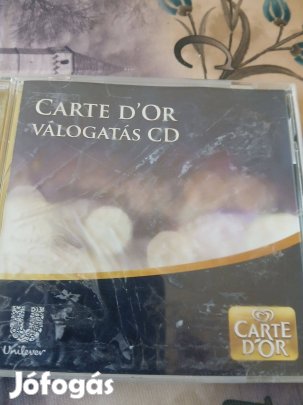 CARTE D'OR
VÁLOGATÁS CD
Unilever
CARTE
D'OR
Jófogás